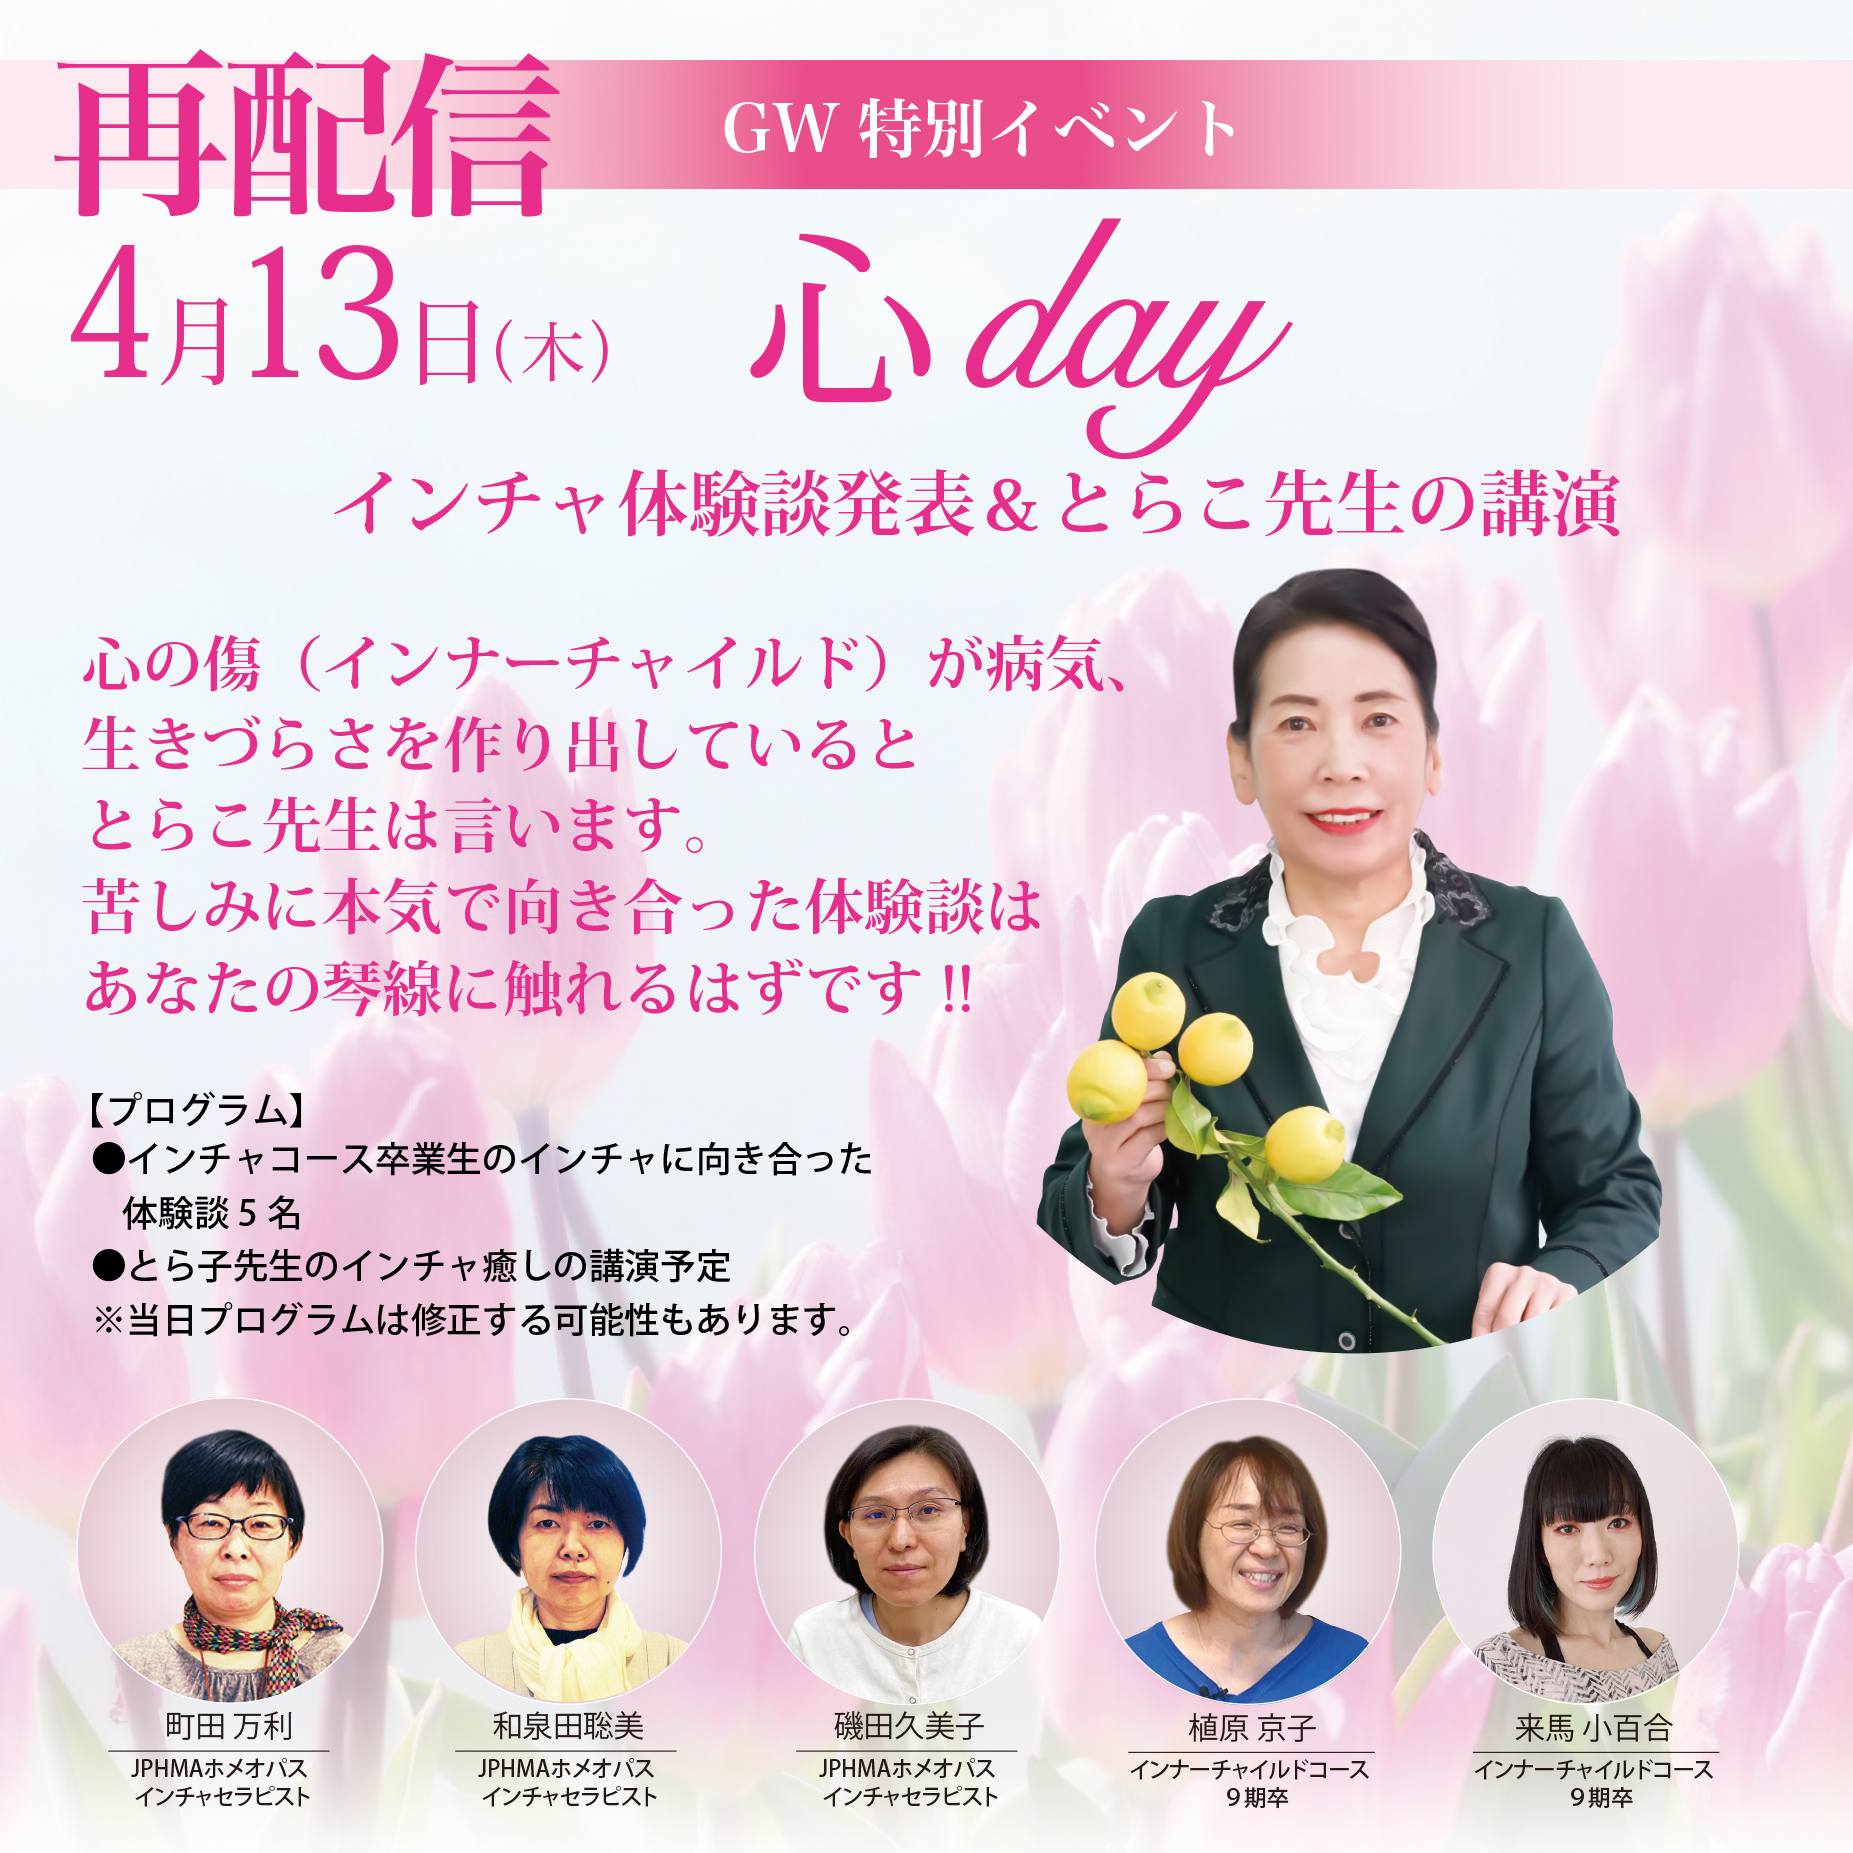 再配信
GW 特別イベント
4月13日(木)
心 day
インチャ体験談発表&とらこ先生の講演
心の傷（インナーチャイルド）が病気、
生きづらさを作り出していると
とらこ先生は言います。
苦しみに本気で向き合った体験談は
あなたの琴線に触れるはずです !!
【プログラム】
●インチャコース卒業生のインチャに向き合った
体験談 5 名
●とら子先生のインチャ癒しの講演予定
※当日プログラムは修正する可能性もあります。
町田 万利
JPHMAホメオパス
インチャセラピスト
和泉田聡美
JPHMAホメオパス
インチャセラピスト
磯田久美子
JPHMAホメオパス
インチャセラピスト
植原 京子
インナーチャイルドコース
９期卒
来馬 小百合
インナーチャイルドコース
９期卒